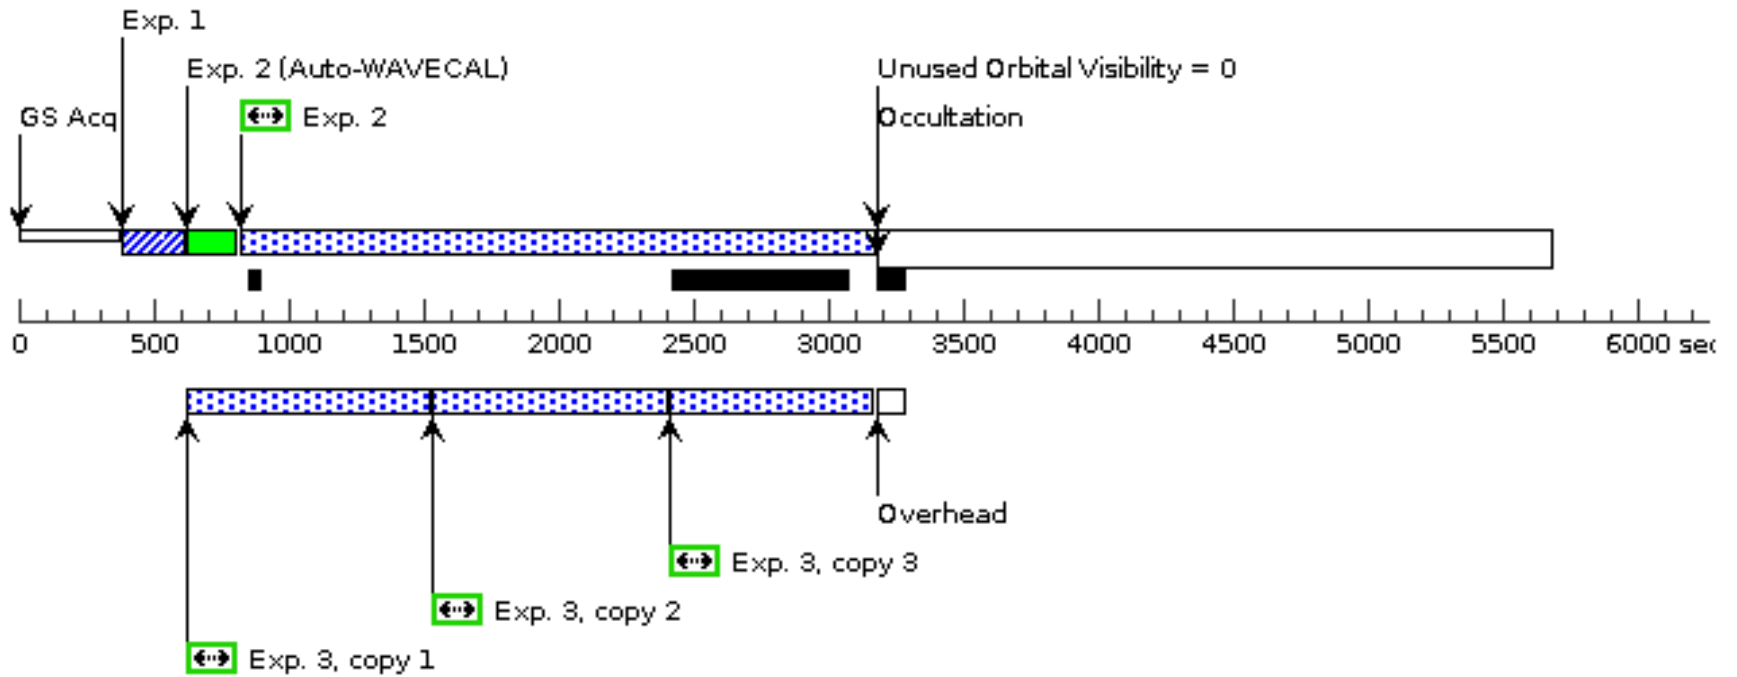 Exp. 1
Exp. 2 (Auto-WAVECAL)
Unused Orbital Visibility = 0
GS Acq
Exp. 2
Occultation
0 500 1000 1500 2000 2500 3000 3500 4000 4500 5000 5500 6000 sec
Overhead
Exp. 3, copy 3
Exp. 3, copy 2
Exp. 3, copy 1